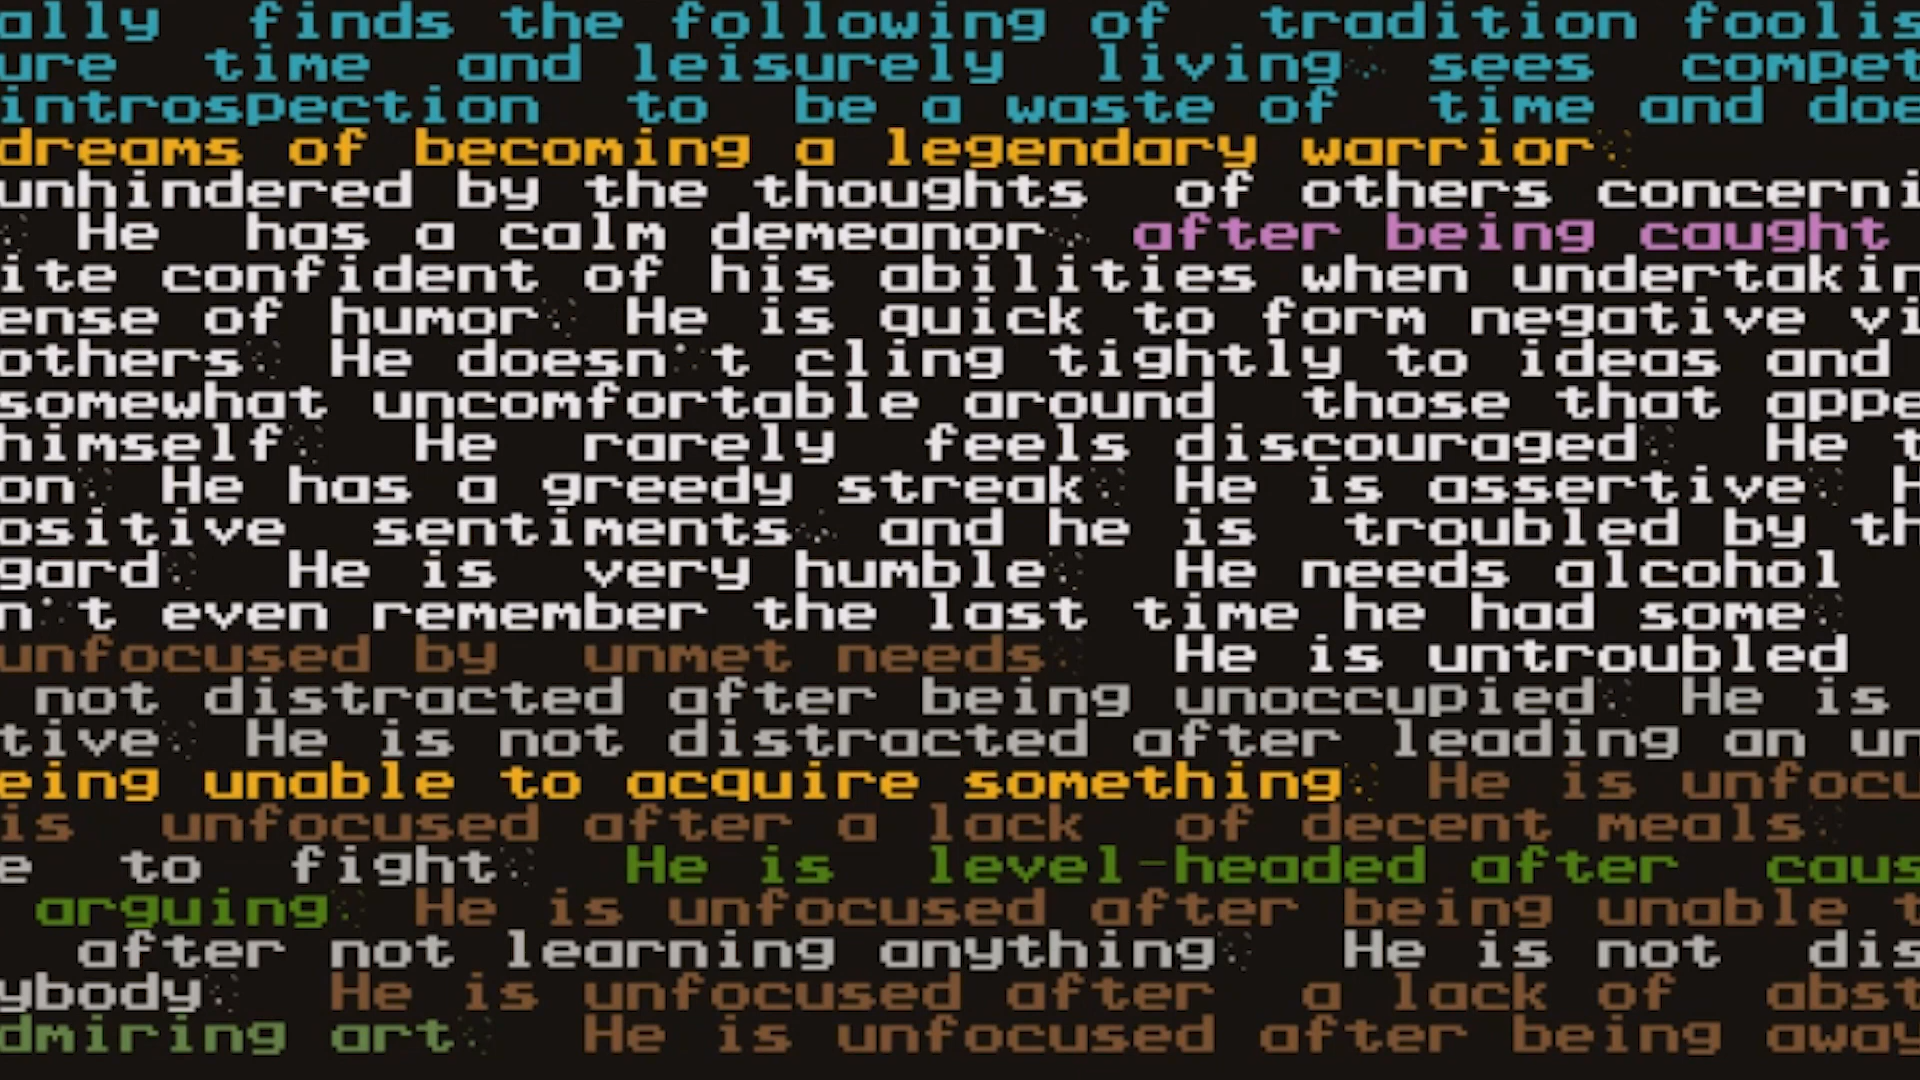 ally finds the following of tradition foolis
ure time and leisurely living, sees compet
introspection to be a waste of time and doe
dreams of becoming a legendary warrior.
unhindered by the thoughts of others concerni
. He has a calm demeanor, after being caught
ite confident of his abilities when undertakin
ense of humor. He is quick to form negative vi
others. He doesn't cling tightly to ideas and
somewhat uncomfortable around those that appe
himself. He rarely feels discouraged. He t
on. He has a greedy streak. He is assertive. H
ositive sentiments, and he is troubled by th
gard. He is very humble. He needs alcohol
n't even remember the last time he had some.
unfocused by unmet needs. He is untroubled
not distracted after being unoccupied. He is
tive. He is not distracted after leading an un
eing unable to acquire something. He is unfocu
is unfocused after a lack of decent meals.
e to fight. He is level-headed after caus
arguing. He is unfocused after being unable t
after not learning anything. He is not dis
ybody. He is unfocused after a lack of abst
dmiring art. He is unfocused after being away